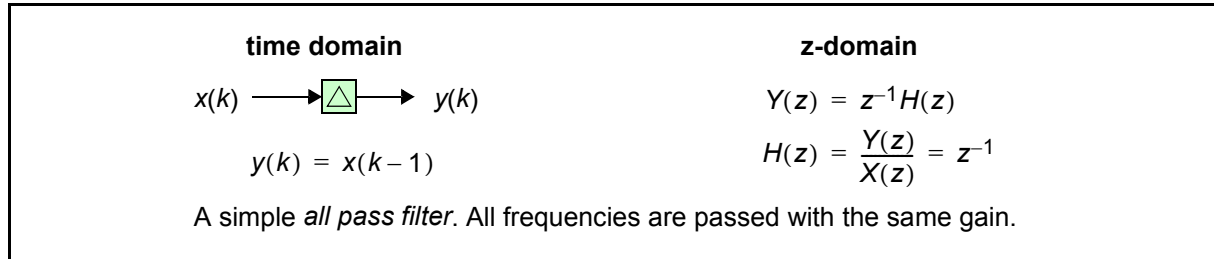 time domain
z-domain
x(k) △ y(k)
Y(z) = z⁻¹H(z)
y(k) = x(k – 1)
H(z) = Y(z)/X(z) = z⁻¹
A simple all pass filter. All frequencies are passed with the same gain.